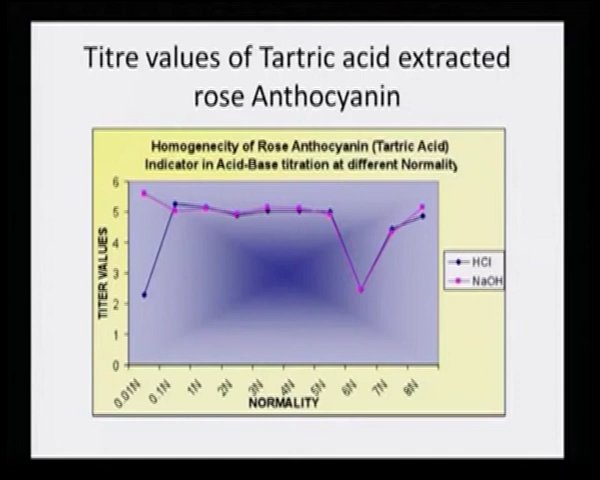 Titre values of Tartric acid extracted
rose Anthocyanin
Homogenecity of Rose Anthocyanin (Tartric Acid)
Indicator in Acid-Base titration at different Normality
TITER VALUES
6
5
4
3
2
1
0
0.01N 0.1N 1N 2N 3N 4N 5N 6N 7N 8N
NORMALITY
HCl
NaOH